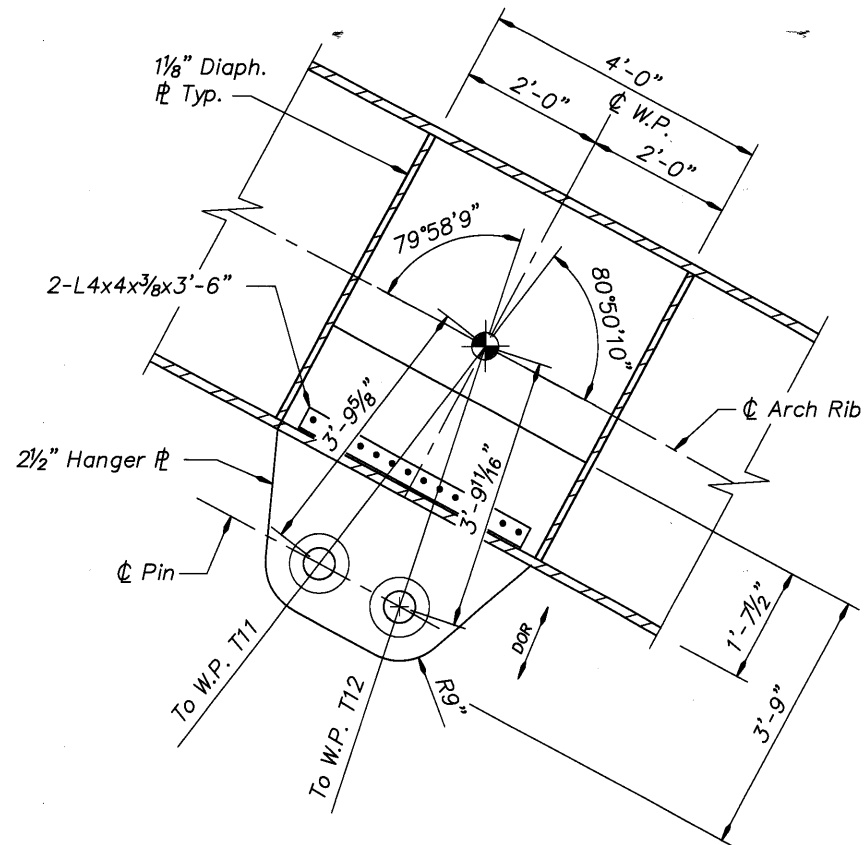 1⅛" Diaph.
℄ Typ.
4'-0"
2'-0"
℄ W.P.
2'-0"
79°58'9"
80°50'10"
2-L4x4x⅜x3'-6"
3'-9⅝"
3'-9 11/16"
℄ Arch Rib
2½" Hanger ⅊
℄ Pin
1'-7½"
3'-9"
DOR
R9"
To W.P. T11
To W.P. T12